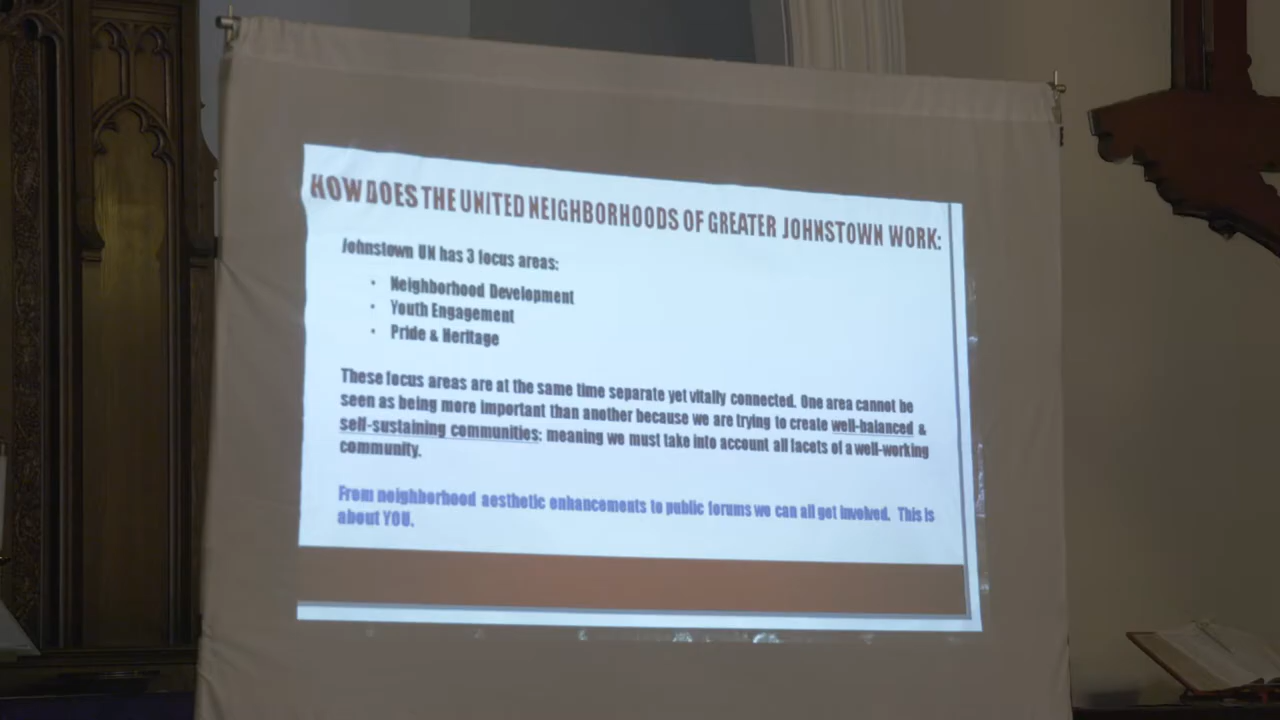 HOW DOES THE UNITED NEIGHBORHOODS OF GREATER JOHNSTOWN WORK:
Johnstown UN has 3 focus areas:
• Neighborhood Development
• Youth Engagement
• Pride & Heritage
These focus areas are at the same time separate yet vitally connected. One area cannot be
seen as being more important than another because we are trying to create well-balanced &
self-sustaining communities: meaning we must take into account all facets of a well-working
community.
From neighborhood aesthetic enhancements to public forums we can all get involved. This is
about YOU.